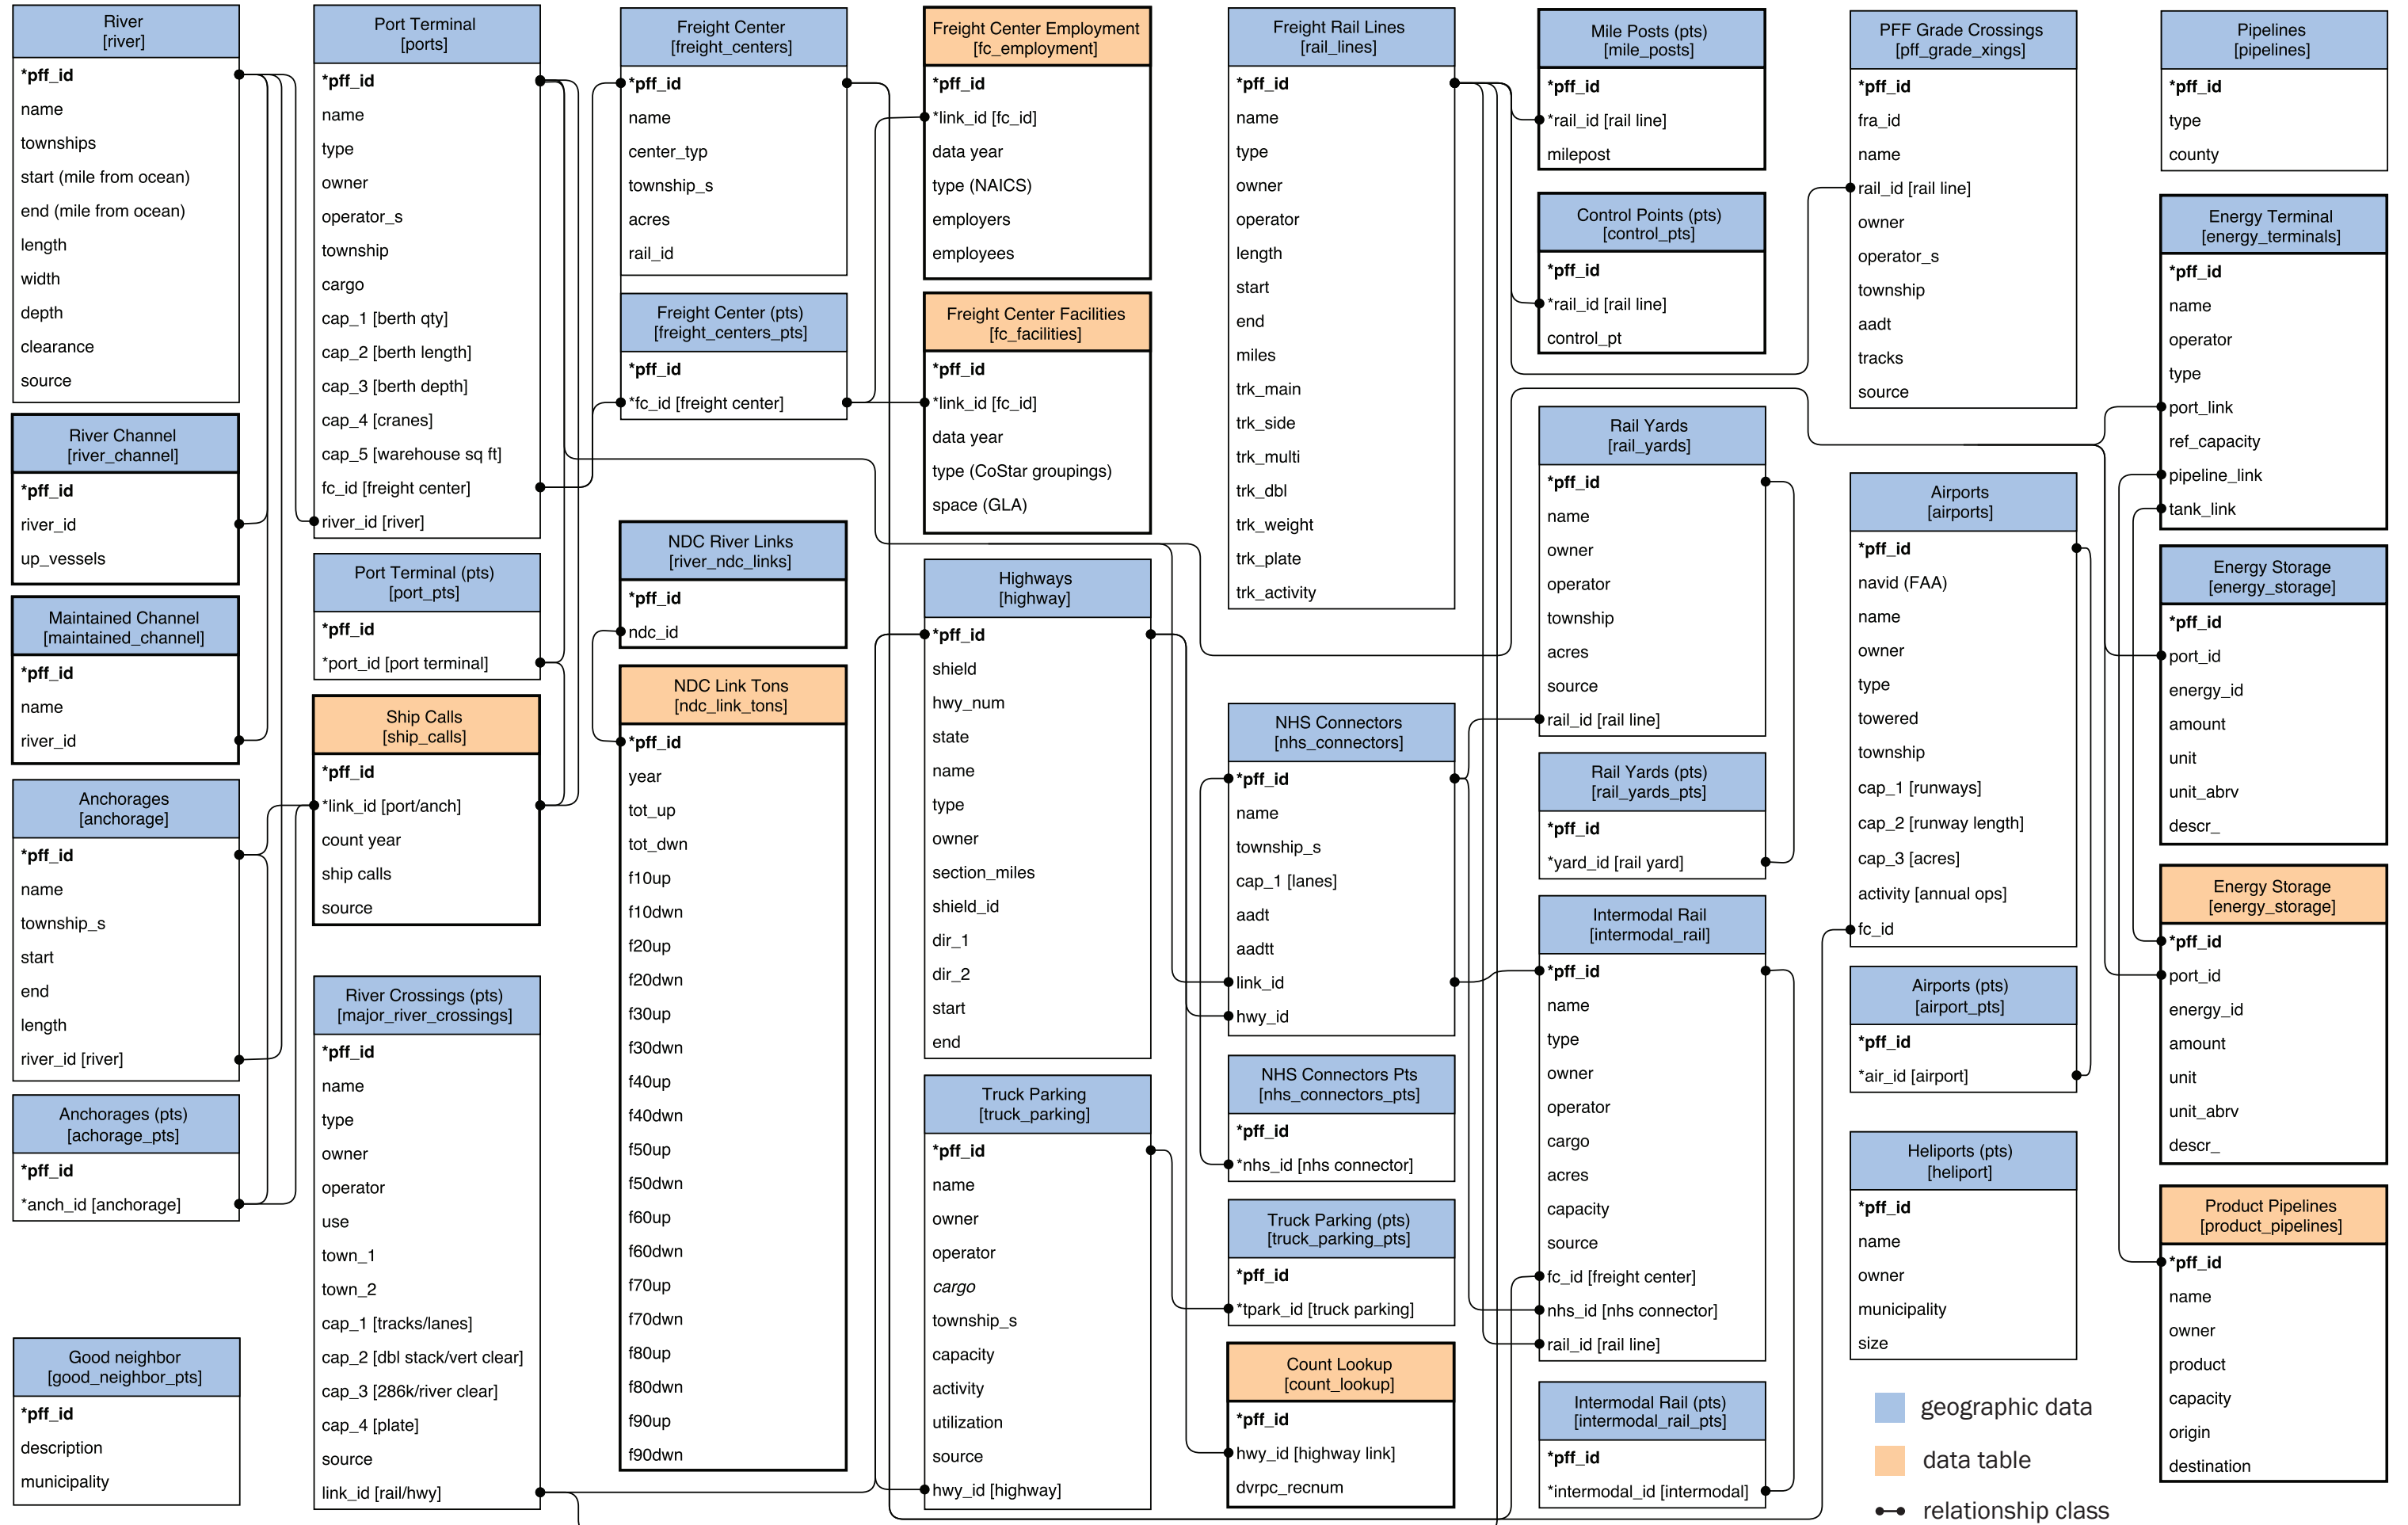 River
[river]
*pff_id
name
townships
start (mile from ocean)
end (mile from ocean)
length
width
depth
clearance
source
River Channel
[river_channel]
*pff_id
river_id
up_vessels
Maintained Channel
[maintained_channel]
*pff_id
name
river_id
Anchorages
[anchorage]
*pff_id
name
township_s
start
end
length
river_id [river]
Anchorages (pts)
[achorage_pts]
*pff_id
*anch_id [anchorage]
Good neighbor
[good_neighbor_pts]
*pff_id
description
municipality
Port Terminal
[ports]
*pff_id
name
type
owner
operator_s
township
cargo
cap_1 [berth qty]
cap_2 [berth length]
cap_3 [berth depth]
cap_4 [cranes]
cap_5 [warehouse sq ft]
fc_id [freight center]
river_id [river]
Port Terminal (pts)
[port_pts]
*pff_id
*port_id [port terminal]
Ship Calls
[ship_calls]
*pff_id
*link_id [port/anch]
count year
ship calls
source
River Crossings (pts)
[major_river_crossings]
*pff_id
name
type
owner
operator
use
town_1
town_2
cap_1 [tracks/lanes]
cap_2 [dbl stack/vert clear]
cap_3 [286k/river clear]
cap_4 [plate]
source
link_id [rail/hwy]
Freight Center
[freight_centers]
*pff_id
name
center_typ
township_s
acres
rail_id
Freight Center (pts)
[freight_centers_pts]
*pff_id
*fc_id [freight center]
NDC River Links
[river_ndc_links]
*pff_id
ndc_id
NDC Link Tons
[ndc_link_tons]
*pff_id
year
tot_up
tot_dwn
f10up
f10dwn
f20up
f20dwn
f30up
f30dwn
f40up
f40dwn
f50up
f50dwn
f60up
f60dwn
f70up
f70dwn
f80up
f80dwn
f90up
f90dwn
Freight Center Employment
[fc_employment]
*pff_id
*link_id [fc_id]
data year
type (NAICS)
employers
employees
Freight Center Facilities
[fc_facilities]
*pff_id
*link_id [fc_id]
data year
type (CoStar groupings)
space (GLA)
Highways
[highway]
*pff_id
shield
hwy_num
state
name
type
owner
section_miles
shield_id
dir_1
dir_2
start
end
Truck Parking
[truck_parking]
*pff_id
name
owner
operator
cargo
township_s
capacity
activity
utilization
source
hwy_id [highway]
Freight Rail Lines
[rail_lines]
*pff_id
name
type
owner
operator
length
start
end
miles
trk_main
trk_side
trk_multi
trk_dbl
trk_weight
trk_plate
trk_activity
NHS Connectors
[nhs_connectors]
*pff_id
name
township_s
cap_1 [lanes]
aadt
aadtt
link_id
hwy_id
NHS Connectors Pts
[nhs_connectors_pts]
*pff_id
*nhs_id [nhs connector]
Truck Parking (pts)
[truck_parking_pts]
*pff_id
*tpark_id [truck parking]
Count Lookup
[count_lookup]
*pff_id
hwy_id [highway link]
dvrpc_recnum
Mile Posts (pts)
[mile_posts]
*pff_id
*rail_id [rail line]
milepost
Control Points (pts)
[control_pts]
*pff_id
*rail_id [rail line]
control_pt
Rail Yards
[rail_yards]
*pff_id
name
owner
operator
township
acres
source
rail_id [rail line]
Rail Yards (pts)
[rail_yards_pts]
*pff_id
*yard_id [rail yard]
Intermodal Rail
[intermodal_rail]
*pff_id
name
type
owner
operator
cargo
acres
capacity
source
fc_id [freight center]
nhs_id [nhs connector]
rail_id [rail line]
Intermodal Rail (pts)
[intermodal_rail_pts]
*pff_id
*intermodal_id [intermodal]
PFF Grade Crossings
[pff_grade_xings]
*pff_id
fra_id
name
rail_id [rail line]
owner
operator_s
township
aadt
tracks
source
Airports
[airports]
*pff_id
navid (FAA)
name
owner
type
towered
township
cap_1 [runways]
cap_2 [runway length]
cap_3 [acres]
activity [annual ops]
fc_id
Airports (pts)
[airport_pts]
*pff_id
*air_id [airport]
Heliports (pts)
[heliport]
*pff_id
name
owner
municipality
size
geographic data
data table
relationship class
Pipelines
[pipelines]
*pff_id
type
county
Energy Terminal
[energy_terminals]
*pff_id
name
operator
type
port_link
ref_capacity
pipeline_link
tank_link
Energy Storage
[energy_storage]
*pff_id
port_id
energy_id
amount
unit
unit_abrv
descr_
Energy Storage
[energy_storage]
*pff_id
port_id
energy_id
amount
unit
unit_abrv
descr_
Product Pipelines
[product_pipelines]
*pff_id
name
owner
product
capacity
origin
destination